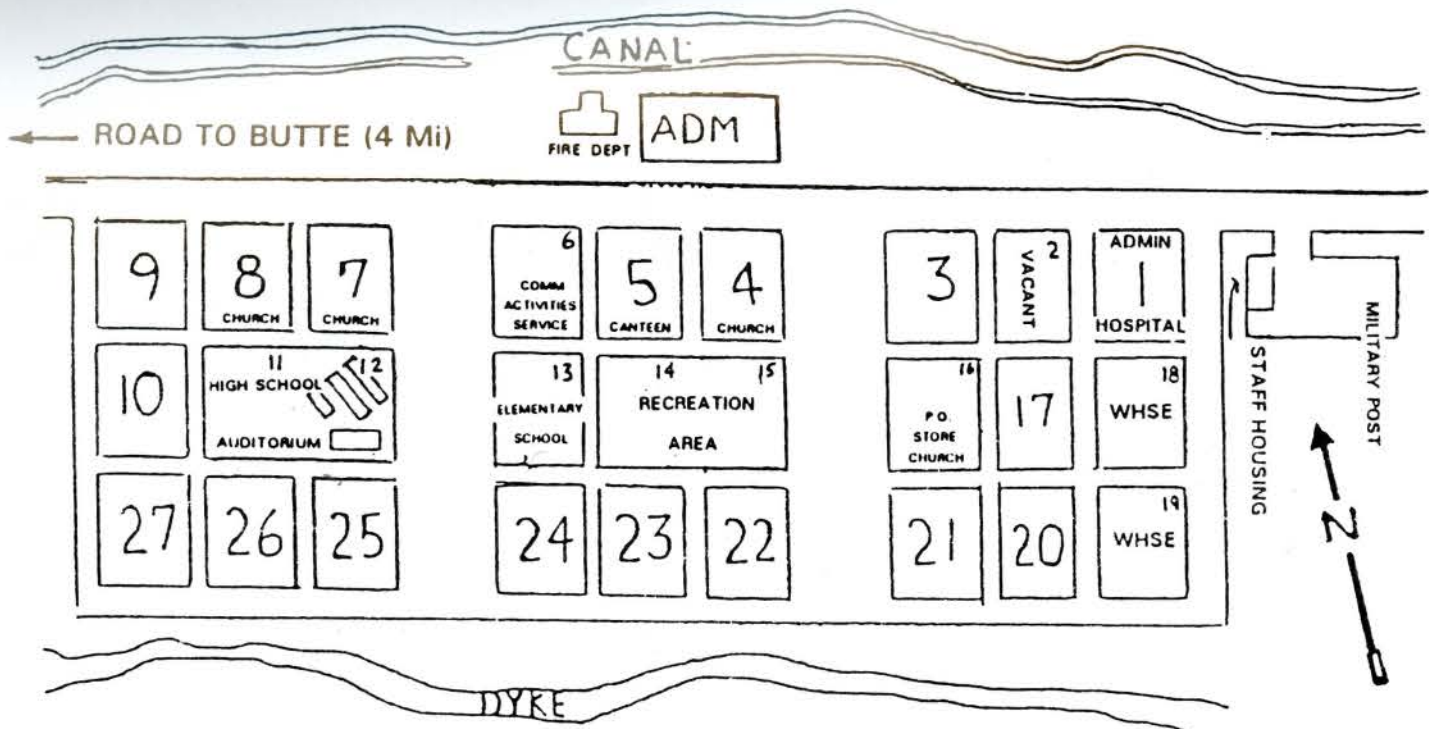 CANAL
← ROAD TO BUTTE (4 Mi)
FIRE DEPT
ADM
9
8
CHURCH
7
CHURCH
6
COMM
ACTIVITIES
SERVICE
5
CANTEEN
4
CHURCH
3
2
VACANT
ADMIN
1
HOSPITAL
MILITARY POST
STAFF HOUSING
10
11
HIGH SCHOOL
12
AUDITORIUM
13
ELEMENTARY
SCHOOL
14
15
RECREATION
AREA
16
P.O.
STORE
CHURCH
17
18
WHSE
27
26
25
24
23
22
21
20
19
WHSE
N
DYKE